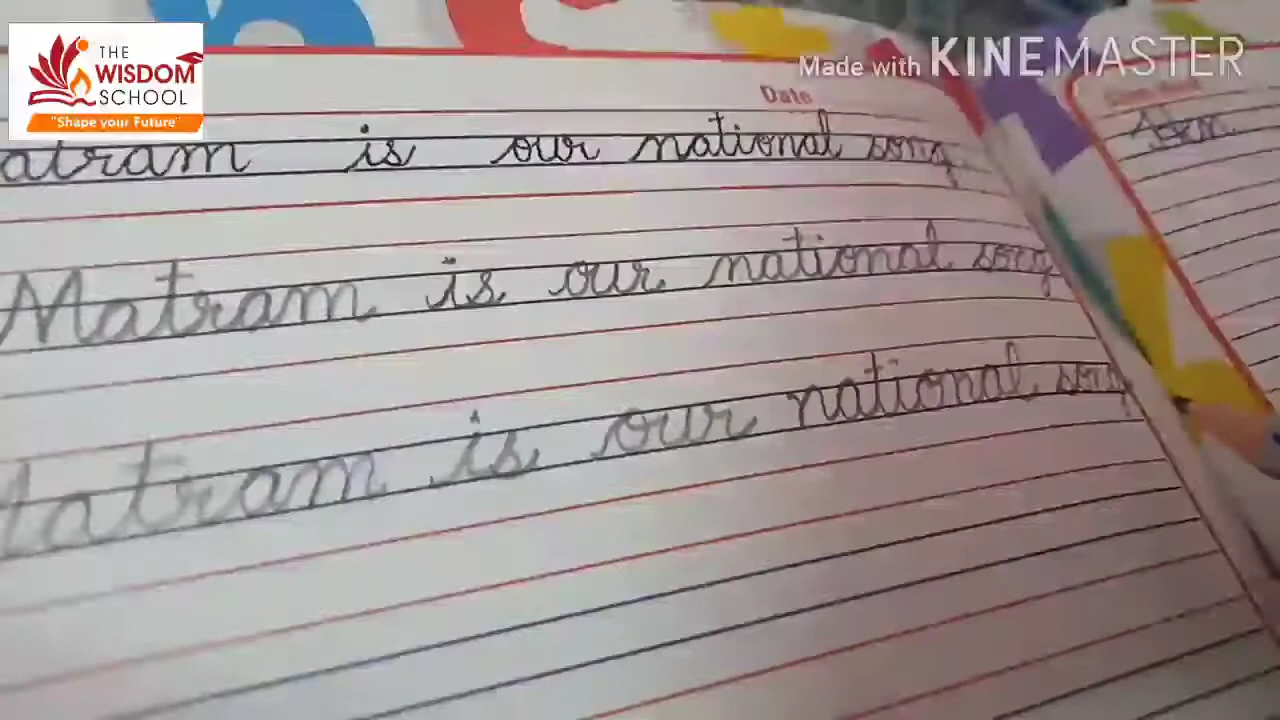 THE
WISDOM
SCHOOL
"Shape your Future"
Made with KINEMASTER
Date
atram is our national song
Matram is our national song
atram is our national song